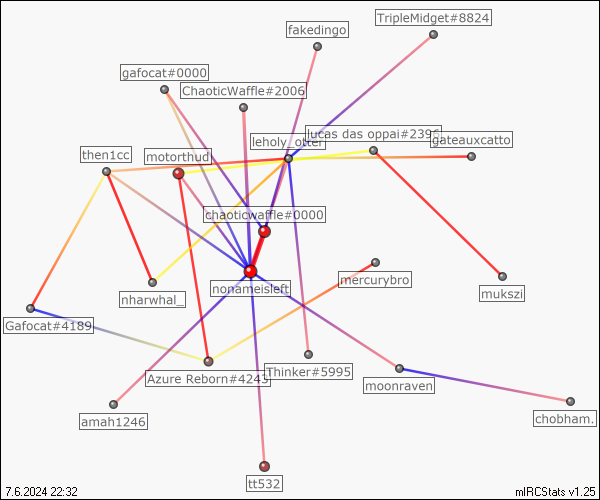 TripleMidget#8824
fakedingo
gafocat#0000
ChaoticWaffle#2006
lucas das oppai#2396
leholy_otter
gateauxcatto
then1cc
motorthud
chaoticwaffle#0000
mercurybro
nonameisleft
mukszi
nharwhal_
Gafocat#4189
Thinker#5995
Azure Reborn#4243
moonraven
amah1246
chobham.
tt532
7.6.2024 22:32
mIRCStats v1.25